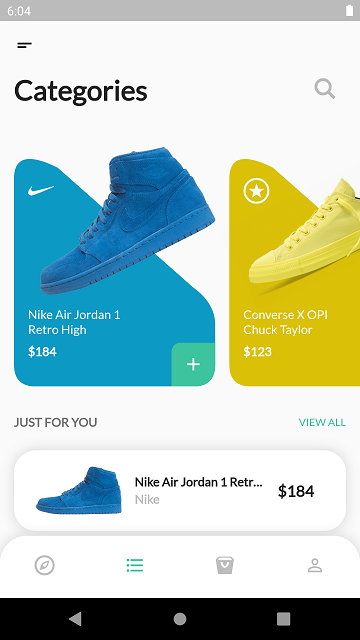 6:04
Categories
Nike Air Jordan 1
Retro High
$184
Converse X OPI
Chuck Taylor
$123
JUST FOR YOU
VIEW ALL
Nike Air Jordan 1 Retr...
Nike
$184